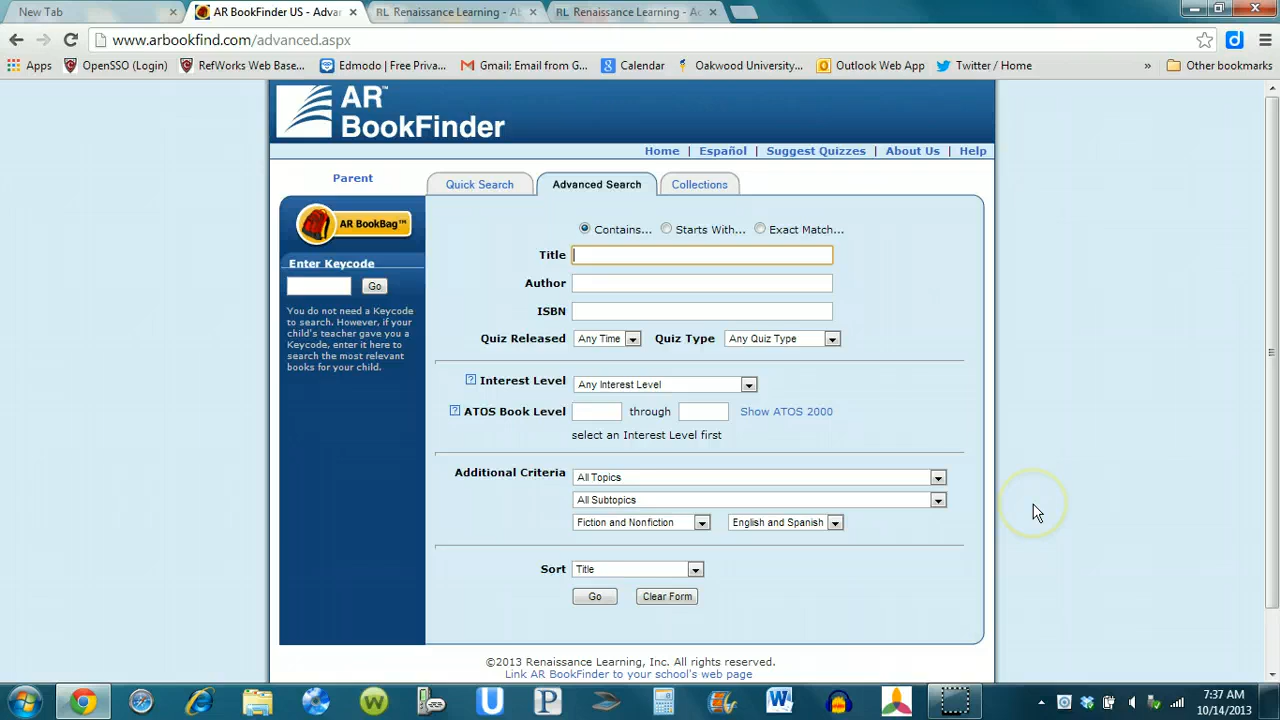 New Tab
AR BookFinder US - Adva
RL Renaissance Learning - Ab
RL Renaissance Learning - Ac
www.arbookfind.com/advanced.aspx
Apps OpenSSO (Login) RefWorks Web Base... Edmodo | Free Priva... Gmail: Email from G... Calendar Oakwood University... Outlook Web App Twitter / Home » Other bookmarks
AR™
BookFinder
Home | Español | Suggest Quizzes | About Us | Help
Parent
Quick Search
Advanced Search
Collections
AR BookBag™
Enter Keycode
Go
You do not need a Keycode
to search. However, if your
child's teacher gave you a
Keycode, enter it here to
search the most relevant
books for your child.
Contains... Starts With... Exact Match...
Title
Author
ISBN
Quiz Released Any Time Quiz Type Any Quiz Type
? Interest Level Any Interest Level
? ATOS Book Level through Show ATOS 2000
select an Interest Level first
Additional Criteria All Topics
All Subtopics
Fiction and Nonfiction English and Spanish
Sort Title
Go Clear Form
©2013 Renaissance Learning, Inc. All rights reserved.
Link AR BookFinder to your school's web page
7:37 AM
10/14/2013